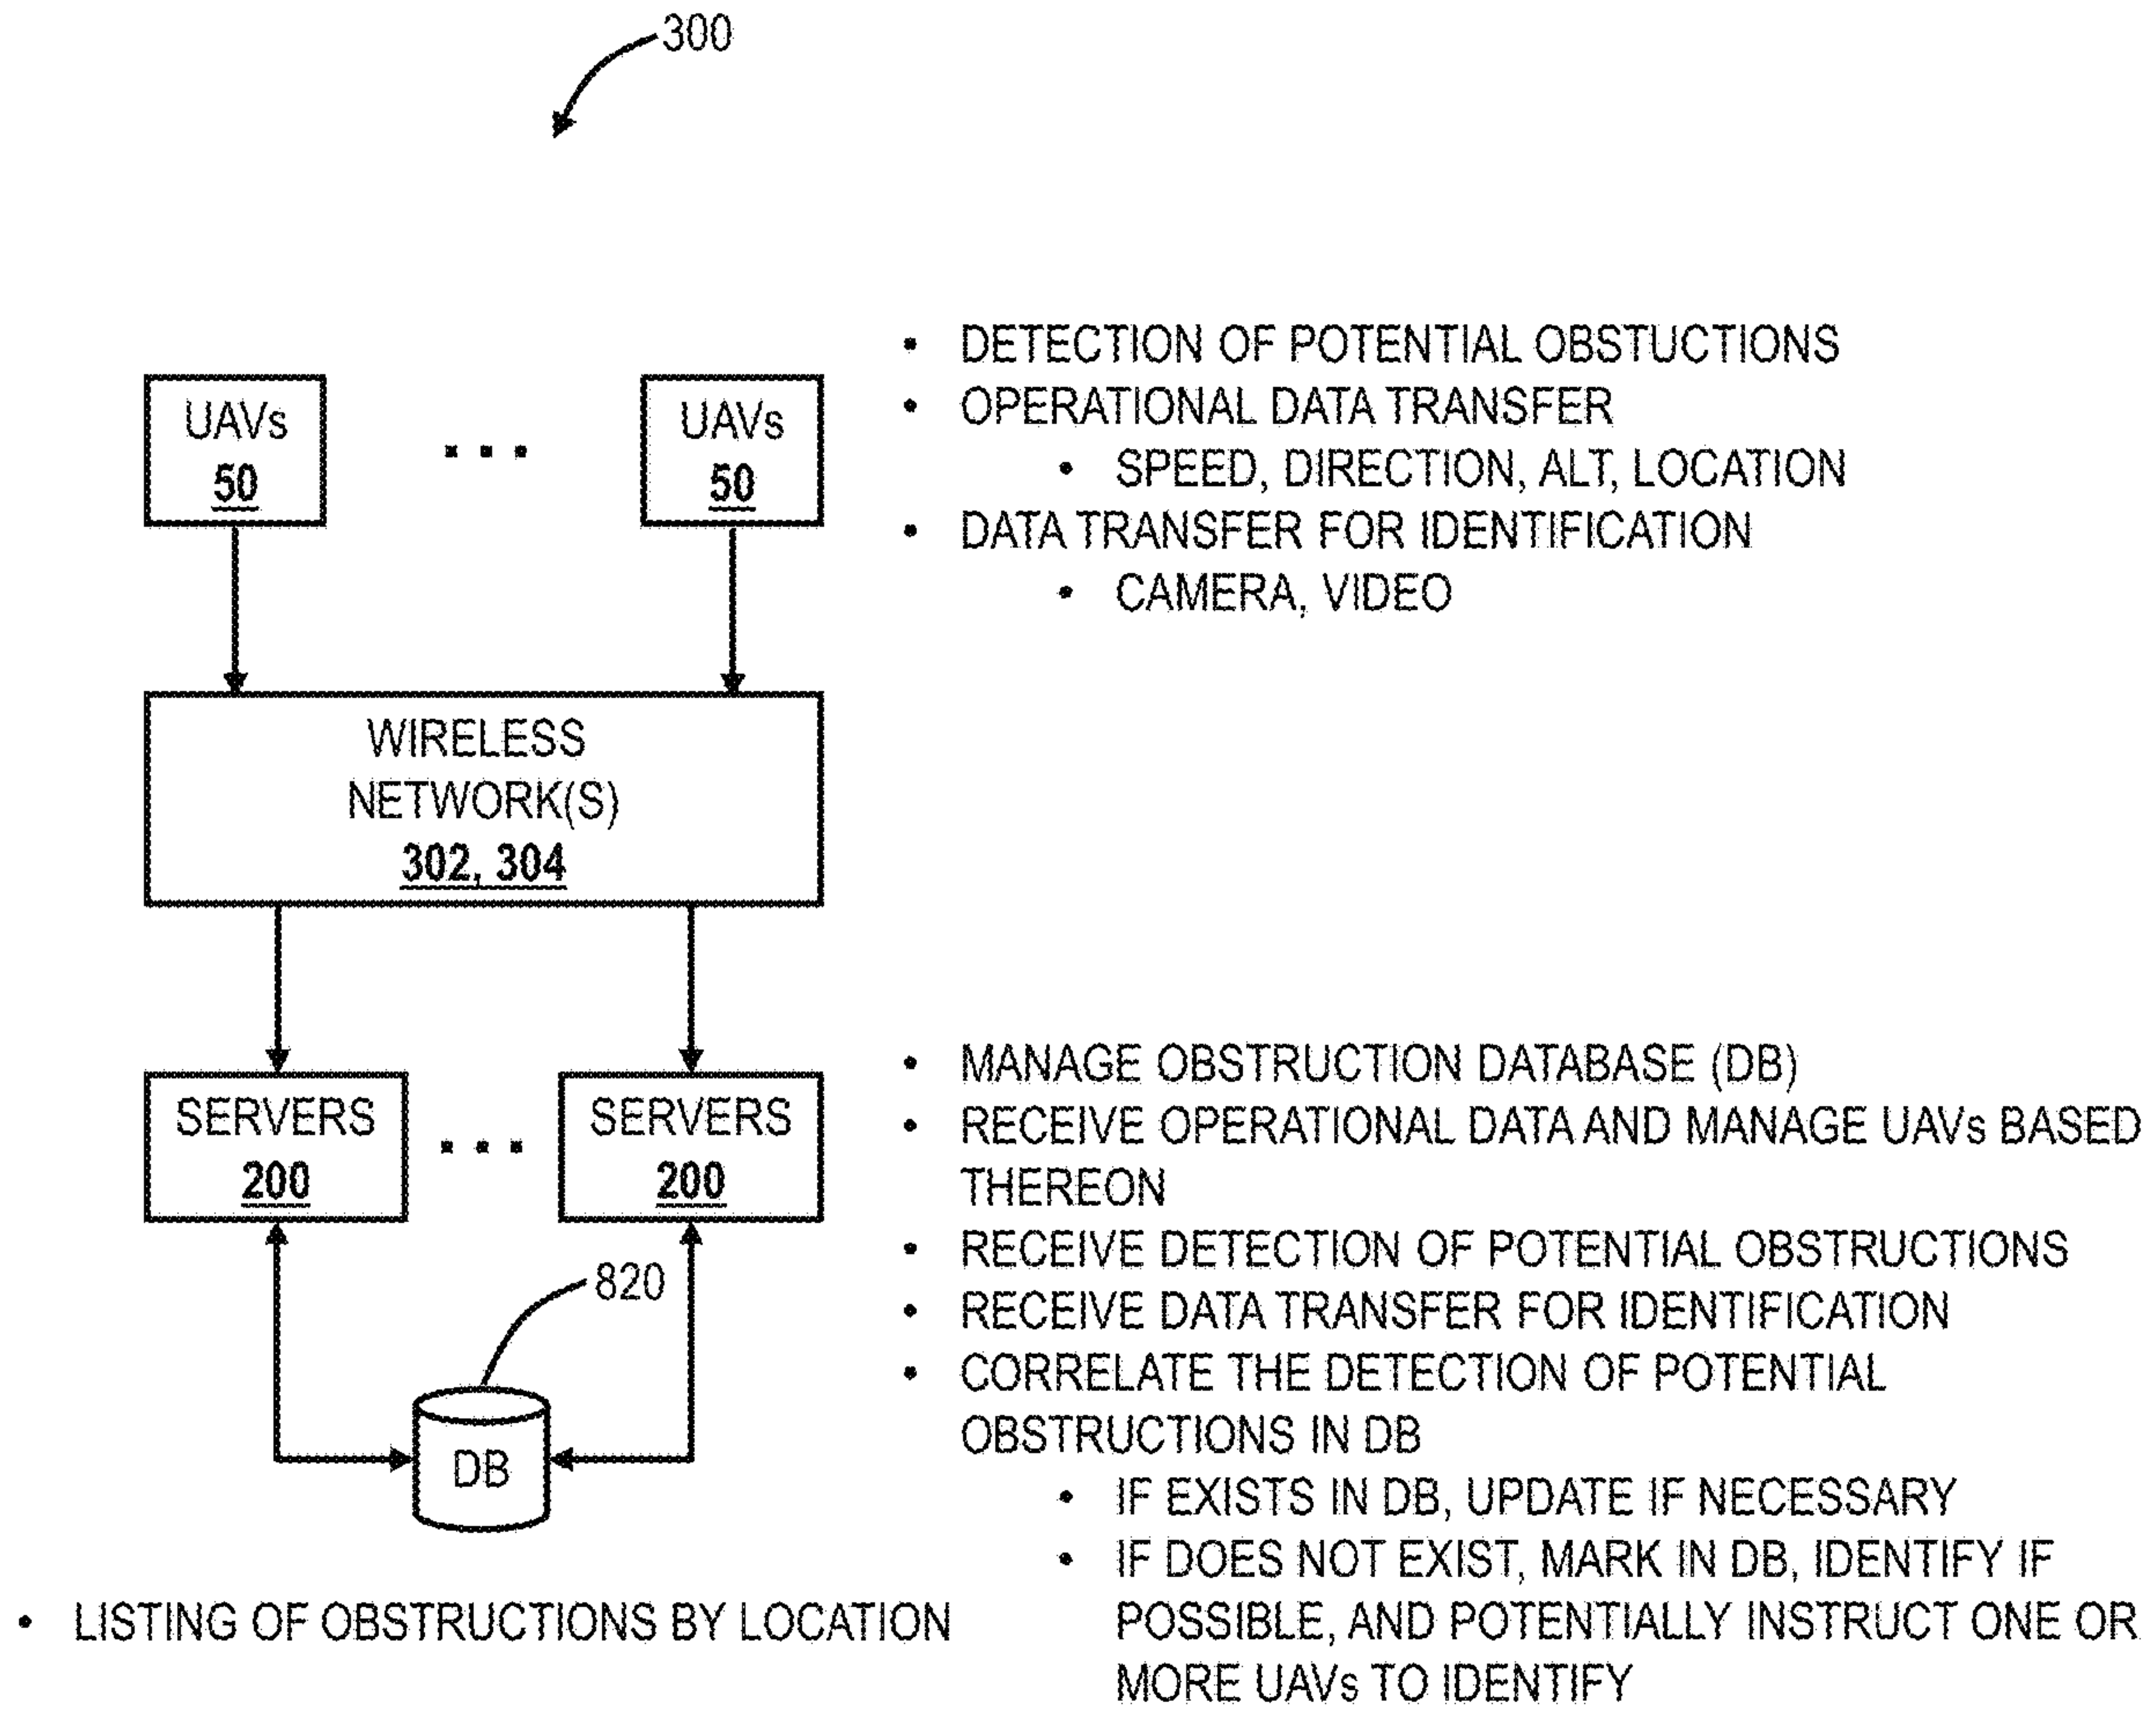 300
• DETECTION OF POTENTIAL OBSTUCTIONS
• OPERATIONAL DATA TRANSFER
• SPEED, DIRECTION, ALT, LOCATION
• DATA TRANSFER FOR IDENTIFICATION
• CAMERA, VIDEO
UAVs
50
. . .
UAVs
50
WIRELESS
NETWORK(S)
302, 304
SERVERS
200
. . .
SERVERS
200
820
DB
• LISTING OF OBSTRUCTIONS BY LOCATION
• MANAGE OBSTRUCTION DATABASE (DB)
• RECEIVE OPERATIONAL DATA AND MANAGE UAVs BASED
THEREON
• RECEIVE DETECTION OF POTENTIAL OBSTRUCTIONS
• RECEIVE DATA TRANSFER FOR IDENTIFICATION
• CORRELATE THE DETECTION OF POTENTIAL
OBSTRUCTIONS IN DB
• IF EXISTS IN DB, UPDATE IF NECESSARY
• IF DOES NOT EXIST, MARK IN DB, IDENTIFY IF
POSSIBLE, AND POTENTIALLY INSTRUCT ONE OR
MORE UAVs TO IDENTIFY